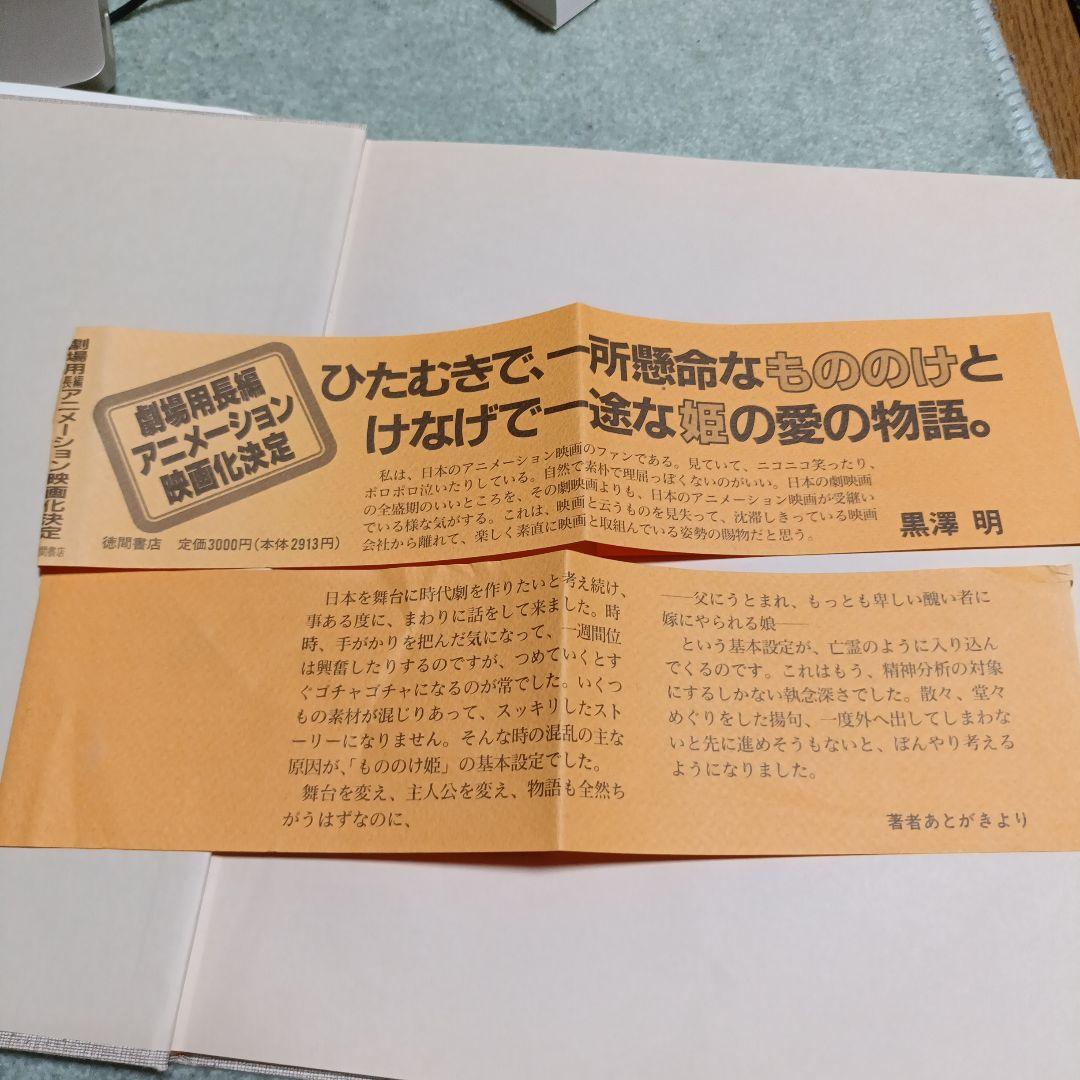 劇場用長編アニメーション映画化決定
間書店
劇場用長編
アニメーション
映画化決定
徳間書店 定価3000円(本体2913円)
ひたむきで、一所懸命なもののけと
けなげで一途な姫の愛の物語。
私は、日本のアニメーション映画のファンである。見ていて、ニコニコ笑ったり、
ポロポロ泣いたりしている。自然で素朴で理屈っぽくないのがいい。日本の劇映画
の全盛期のいいところを、その劇映画よりも、日本のアニメーション映画が受継い
でいる様な気がする。これは、映画と云うものを見失って、沈滞しきっている映画
会社から離れて、楽しく素直に映画と取組んでいる姿勢の賜物だと思う。
黒澤 明
日本を舞台に時代劇を作りたいと考え続け、
事ある度に、まわりに話をして来ました。時
時、手がかりを把んだ気になって、一週間位
は興奮したりするのですが、つめていくとす
ぐゴチャゴチャになるのが常でした。いくつ
もの素材が混じりあって、スッキリしたスト
ーリーになりません。そんな時の混乱の主な
原因が、「もののけ姫」の基本設定でした。
舞台を変え、主人公を変え、物語も全然ち
がうはずなのに、
──父にうとまれ、もっとも卑しい醜い者に
嫁にやられる娘──
という基本設定が、亡霊のように入り込ん
でくるのです。これはもう、精神分析の対象
にするしかない執念深さでした。散々、堂々
めぐりをした揚句、一度外へ出してしまわな
いと先に進めそうもないと、ぼんやり考える
ようになりました。
著者あとがきより